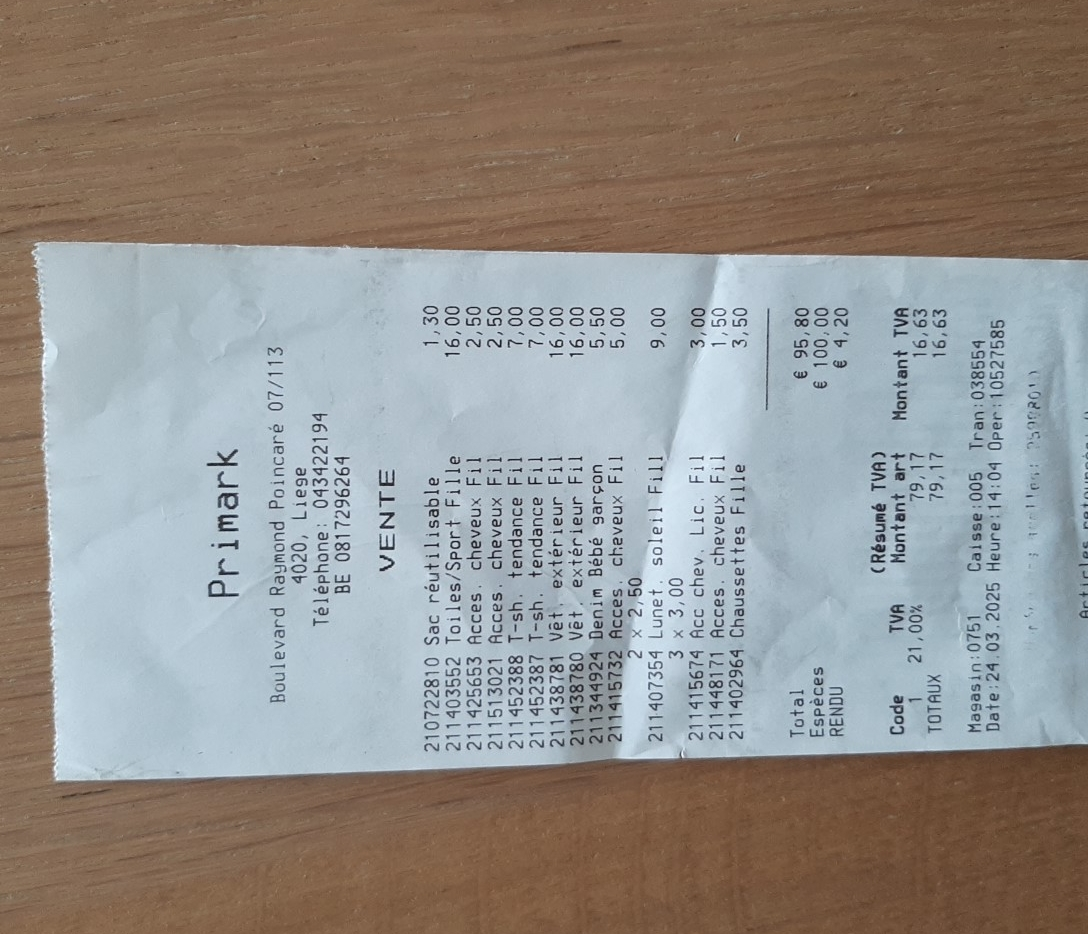 Primark
Boulevard Raymond Poincaré 07/113
4020, Liege
Téléphone: 043422194
BE 0817296264
VENTE
210722810 Sac réutilisable 1,30
211403552 Toiles/Sport Fille 16,00
211425653 Acces. cheveux Fil 2,50
211513021 Acces. cheveux Fil 2,50
211452388 T-sh. tendance Fil 7,00
211452387 T-sh. tendance Fil 7,00
211438781 Vêt. extérieur Fil 16,00
211438780 Vêt. extérieur Fil 16,00
211344924 Denim Bébé garçon 5,50
211415732 Acces. cheveux Fil 5,00
2 x 2,50
211407354 Lunet. soleil Fill 9,00
3 x 3,00
211415674 Acc chev. Lic. Fil 3,00
211448171 Acces. cheveux Fil 1,50
211402964 Chaussettes Fille 3,50
Total € 95,80
Espèces € 100,00
RENDU € 4,20
(Résumé TVA)
Code TVA Montant art Montant TVA
1 21,00% 79,17 16,63
TOTAUX 79,17 16,63
Magasin:0751 Caisse:005 Tran:038554
Date:24.03.2025 Heure:14:04 Oper:10527585